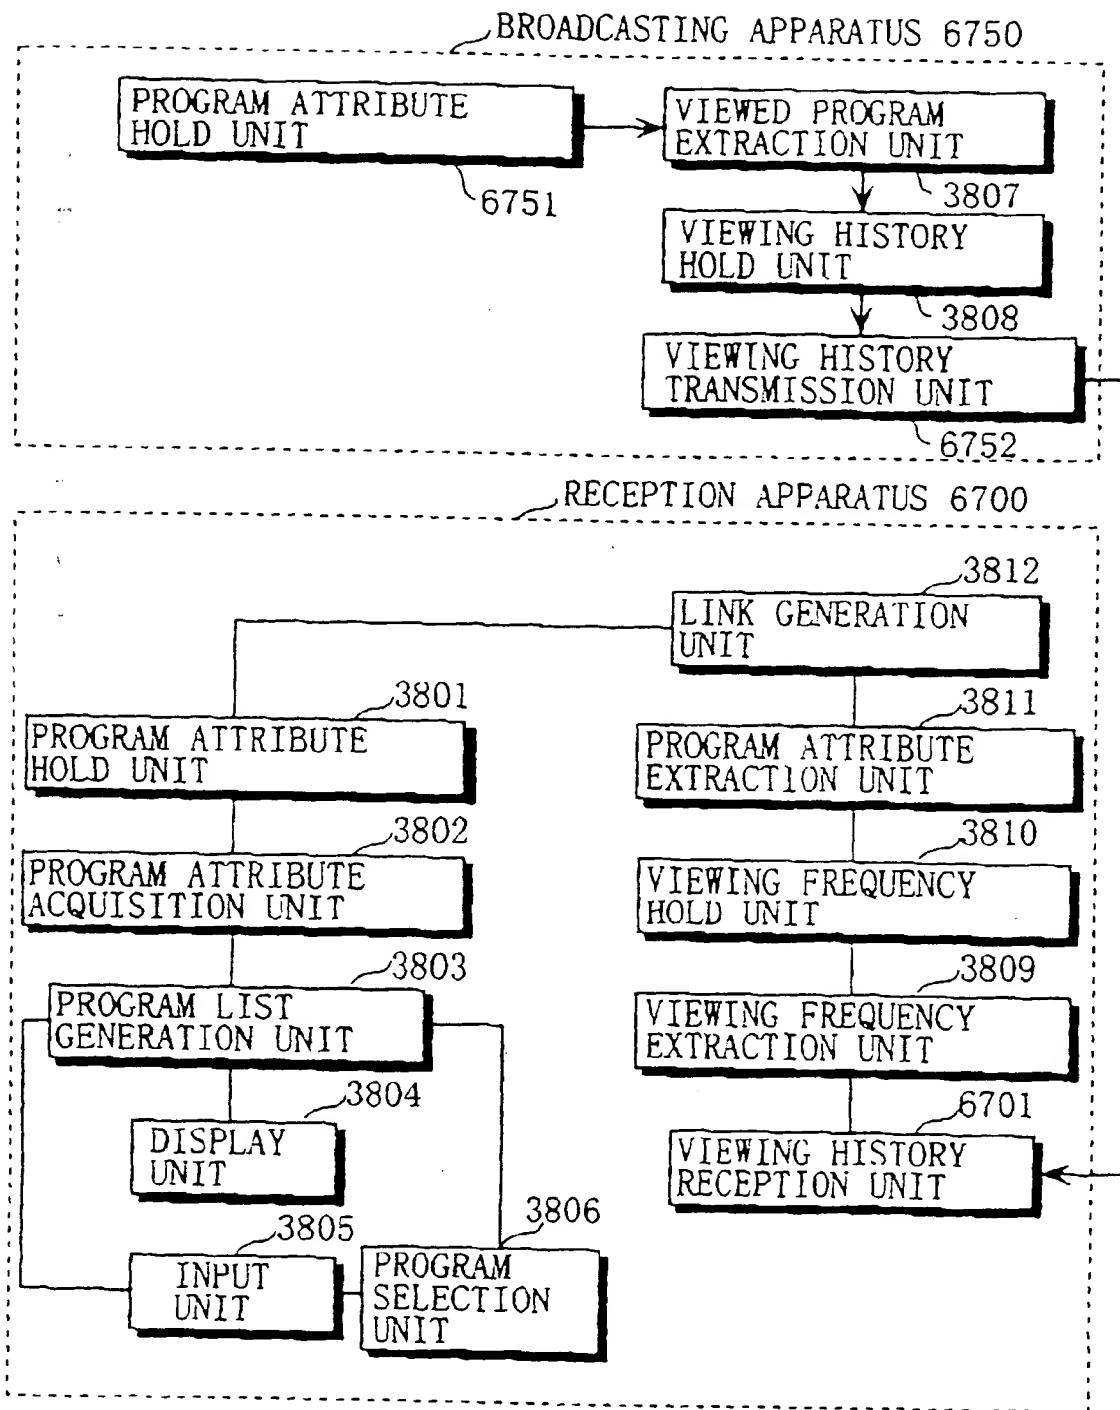 BROADCASTING APPARATUS 6750
PROGRAM ATTRIBUTE
HOLD UNIT
6751
VIEWED PROGRAM
EXTRACTION UNIT
3807
VIEWING HISTORY
HOLD UNIT
3808
VIEWING HISTORY
TRANSMISSION UNIT
6752
RECEPTION APPARATUS 6700
3812
LINK GENERATION
UNIT
3801
PROGRAM ATTRIBUTE
HOLD UNIT
3811
PROGRAM ATTRIBUTE
EXTRACTION UNIT
3802
PROGRAM ATTRIBUTE
ACQUISITION UNIT
3810
VIEWING FREQUENCY
HOLD UNIT
3803
PROGRAM LIST
GENERATION UNIT
3809
VIEWING FREQUENCY
EXTRACTION UNIT
3804
DISPLAY
UNIT
6701
VIEWING HISTORY
RECEPTION UNIT
3805
INPUT
UNIT
3806
PROGRAM
SELECTION
UNIT